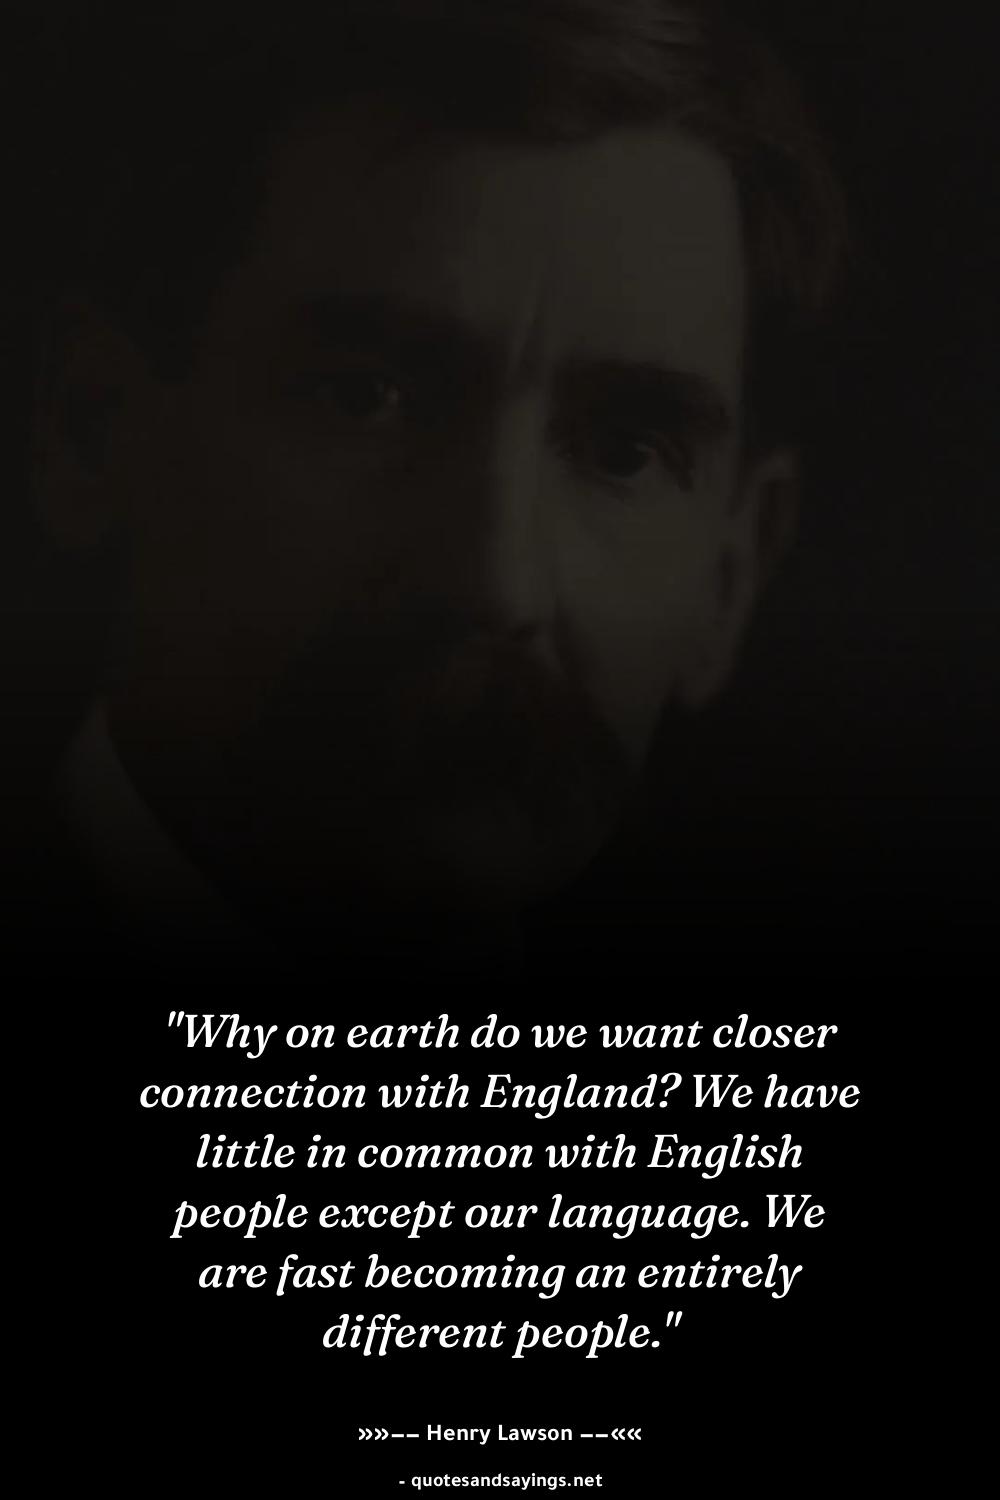 "Why on earth do we want closer
connection with England? We have
little in common with English
people except our language. We
are fast becoming an entirely
different people."
»»–– Henry Lawson ––««
- quotesandsayings.net